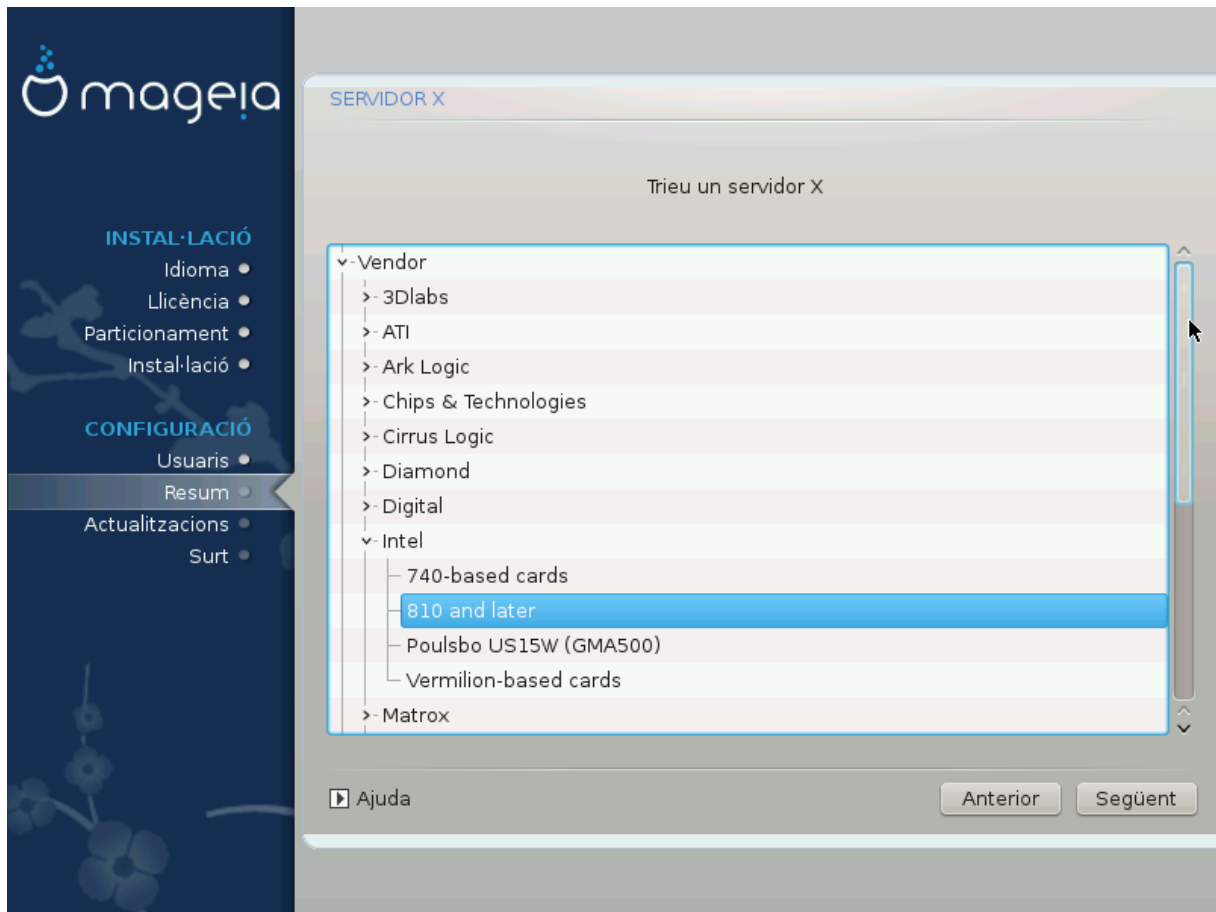 mageia
INSTAL·LACIÓ
Idioma
Llicència
Particionament
Instal·lació
CONFIGURACIÓ
Usuaris
Resum
Actualitzacions
Surt
SERVIDOR X
Trieu un servidor X
Vendor
3Dlabs
ATI
Ark Logic
Chips & Technologies
Cirrus Logic
Diamond
Digital
Intel
740-based cards
810 and later
Poulsbo US15W (GMA500)
Vermilion-based cards
Matrox
Ajuda
Anterior
Següent